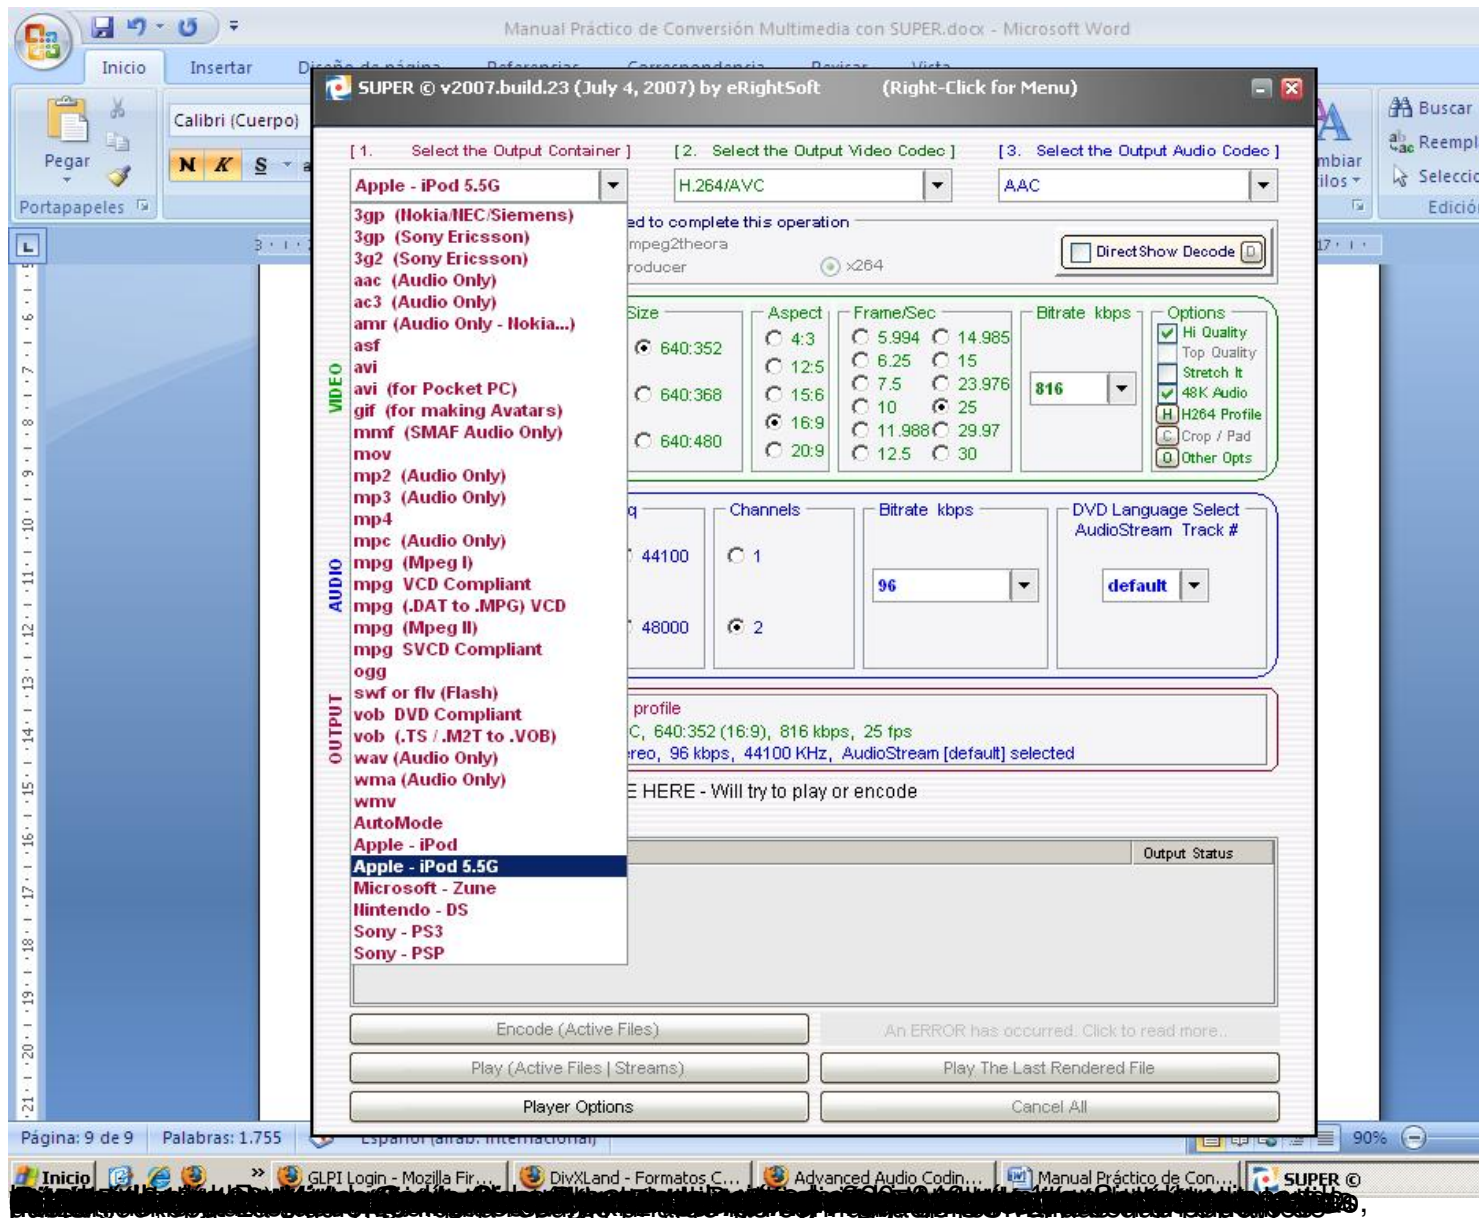 Manual Práctico de Conversión Multimedia con SUPER.docx - Microsoft Word
Inicio Insertar
Pegar
Portapapeles
Calibri (Cuerpo)
N K S
Buscar
Edició
SUPER © v2007.build.23 (July 4, 2007) by eRightSoft (Right-Click for Menu)
[ 1. Select the Output Container ] [ 2. Select the Output Video Codec ] [ 3. Select the Output Audio Codec ]
Apple - iPod 5.5G H.264/AVC AAC
3gp (Nokia/NEC/Siemens)
3gp (Sony Ericsson)
3g2 (Sony Ericsson)
aac (Audio Only)
ac3 (Audio Only)
amr (Audio Only - Nokia...)
asf
avi
avi (for Pocket PC)
gif (for making Avatars)
mmf (SMAF Audio Only)
mov
mp2 (Audio Only)
mp3 (Audio Only)
mp4
mpc (Audio Only)
mpg (Mpeg I)
mpg VCD Compliant
mpg (.DAT to .MPG) VCD
mpg (Mpeg II)
mpg SVCD Compliant
ogg
swf or flv (Flash)
vob DVD Compliant
vob (.TS / .M2T to .VOB)
wav (Audio Only)
wma (Audio Only)
wmv
AutoMode
Apple - iPod
Apple - iPod 5.5G
Microsoft - Zune
Nintendo - DS
Sony - PS3
Sony - PSP
ed to complete this operation
mpeg2theora
roducer x264
DirectShow Decode D
VIDEO
Size
640:352
640:368
640:480
Aspect
4:3
12:5
15:6
16:9
20:9
Frame/Sec
5.994 14.985
6.25 15
7.5 23.976
10 25
11.988 29.97
12.5 30
Bitrate kbps
816
Options
Hi Quality
Top Quality
Stretch It
48K Audio
H H264 Profile
C Crop / Pad
O Other Opts
AUDIO
q
44100
48000
Channels
1
2
Bitrate kbps
96
DVD Language Select
AudioStream Track #
default
OUTPUT
profile
C, 640:352 (16:9), 816 kbps, 25 fps
reo, 96 kbps, 44100 KHz, AudioStream [default] selected
E HERE - Will try to play or encode
Output Status
Encode (Active Files) An ERROR has occurred. Click to read more..
Play (Active Files | Streams) Play The Last Rendered File
Player Options Cancel All
Página: 9 de 9 Palabras: 1.755 90%
Inicio » GLPI Login - Mozilla Fir... DivXLand - Formatos C... Advanced Audio Codin... Manual Práctico de Con... SUPER ©